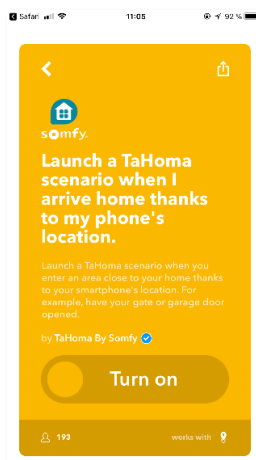 Safari 11:05 92 %
somfy.
Launch a TaHoma
scenario when I
arrive home thanks
to my phone's
location.
Launch a TaHoma scenario when you
enter an area close to your home thanks
to your smartphone's location. For
example, have your gate or garage door
opened.
by TaHoma By Somfy
Turn on
193 works with